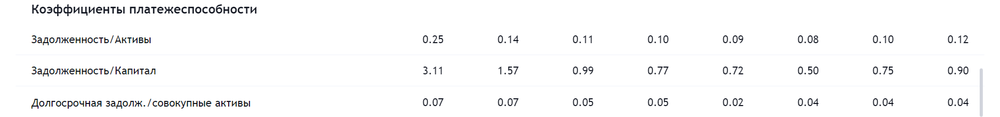 Коэффициенты платежеспособности
Задолженность/Активы 0.25 0.14 0.11 0.10 0.09 0.08 0.10 0.12
Задолженность/Капитал 3.11 1.57 0.99 0.77 0.72 0.50 0.75 0.90
Долгосрочная задолж./совокупные активы 0.07 0.07 0.05 0.05 0.02 0.04 0.04 0.04